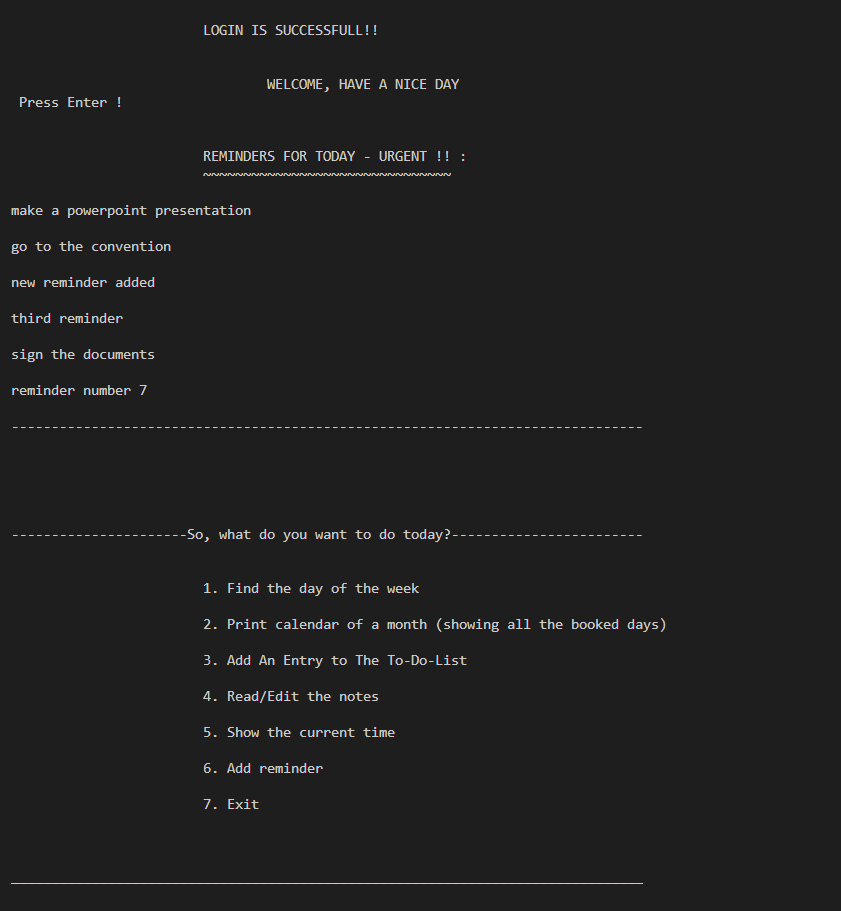 LOGIN IS SUCCESSFULL!!
WELCOME, HAVE A NICE DAY
Press Enter !
REMINDERS FOR TODAY - URGENT !! :
~~~~~~~~~~~~~~~~~~~~~~~~~~~~~~~
make a powerpoint presentation
go to the convention
new reminder added
third reminder
sign the documents
reminder number 7
-------------------------------------------------------------------------------
----------------------So, what do you want to do today?------------------------
1. Find the day of the week
2. Print calendar of a month (showing all the booked days)
3. Add An Entry to The To-Do-List
4. Read/Edit the notes
5. Show the current time
6. Add reminder
7. Exit
_______________________________________________________________________________